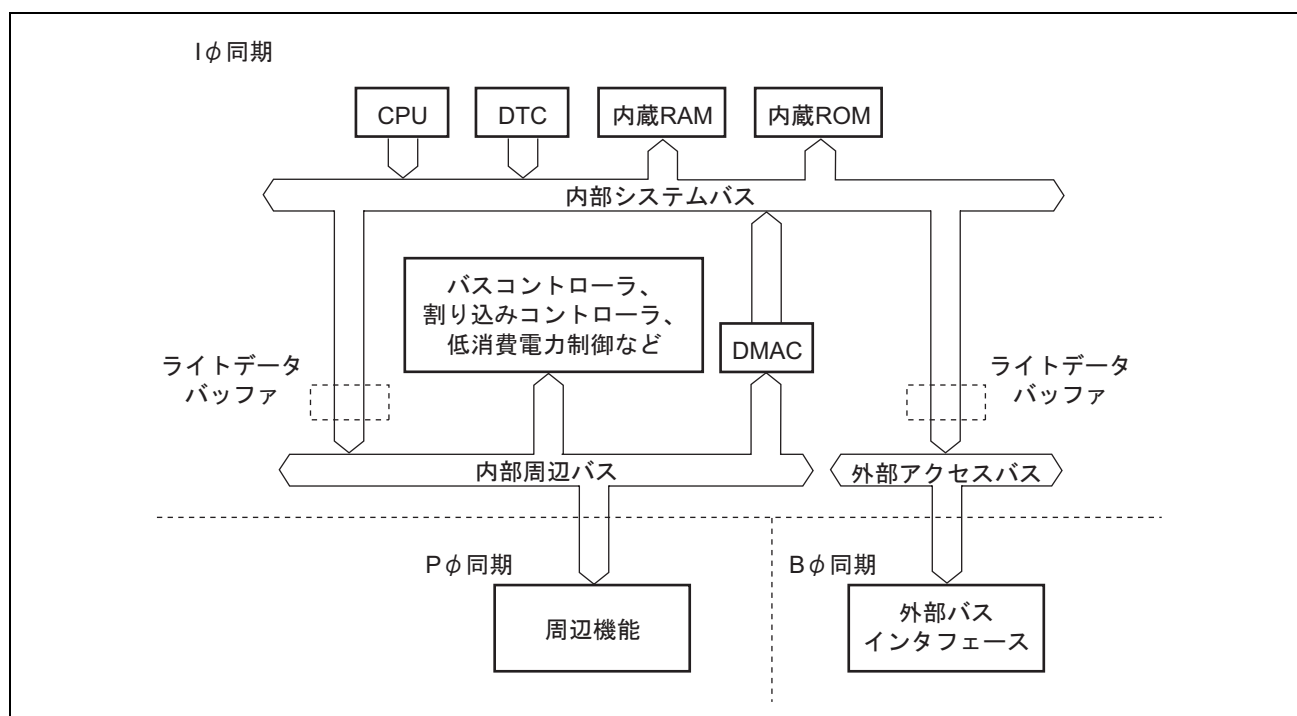 Iφ同期
CPU
DTC
内蔵RAM
内蔵ROM
内部システムバス
バスコントローラ、
割り込みコントローラ、
低消費電力制御など
DMAC
ライトデータ
バッファ
ライトデータ
バッファ
内部周辺バス
外部アクセスバス
Pφ同期
Bφ同期
周辺機能
外部バス
インタフェース